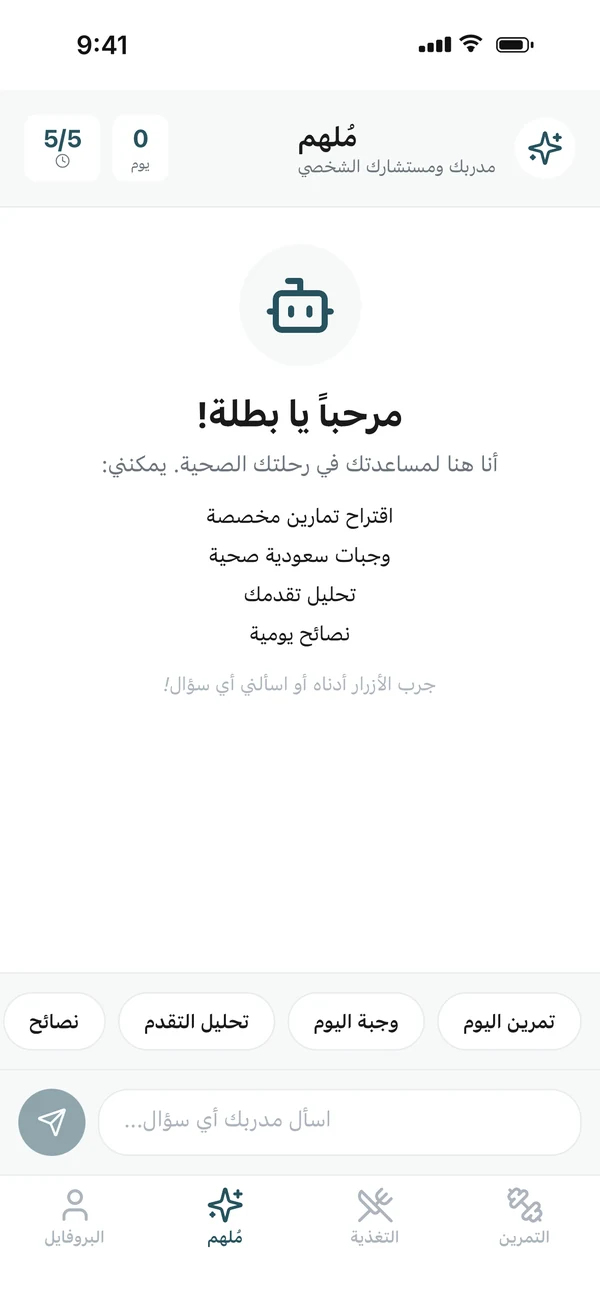 9:41
مُلهم
مدربك ومستشارك الشخصي
0
يوم
5/5
مرحباً يا بطلة!
أنا هنا لمساعدتك في رحلتك الصحية. يمكنني:
اقتراح تمارين مخصصة
وجبات سعودية صحية
تحليل تقدمك
نصائح يومية
جرب الأزرار أدناه أو اسألني أي سؤال!
تمرين اليوم
وجبة اليوم
تحليل التقدم
نصائح
اسأل مدربك أي سؤال...
التمرين
التغذية
مُلهم
البروفايل